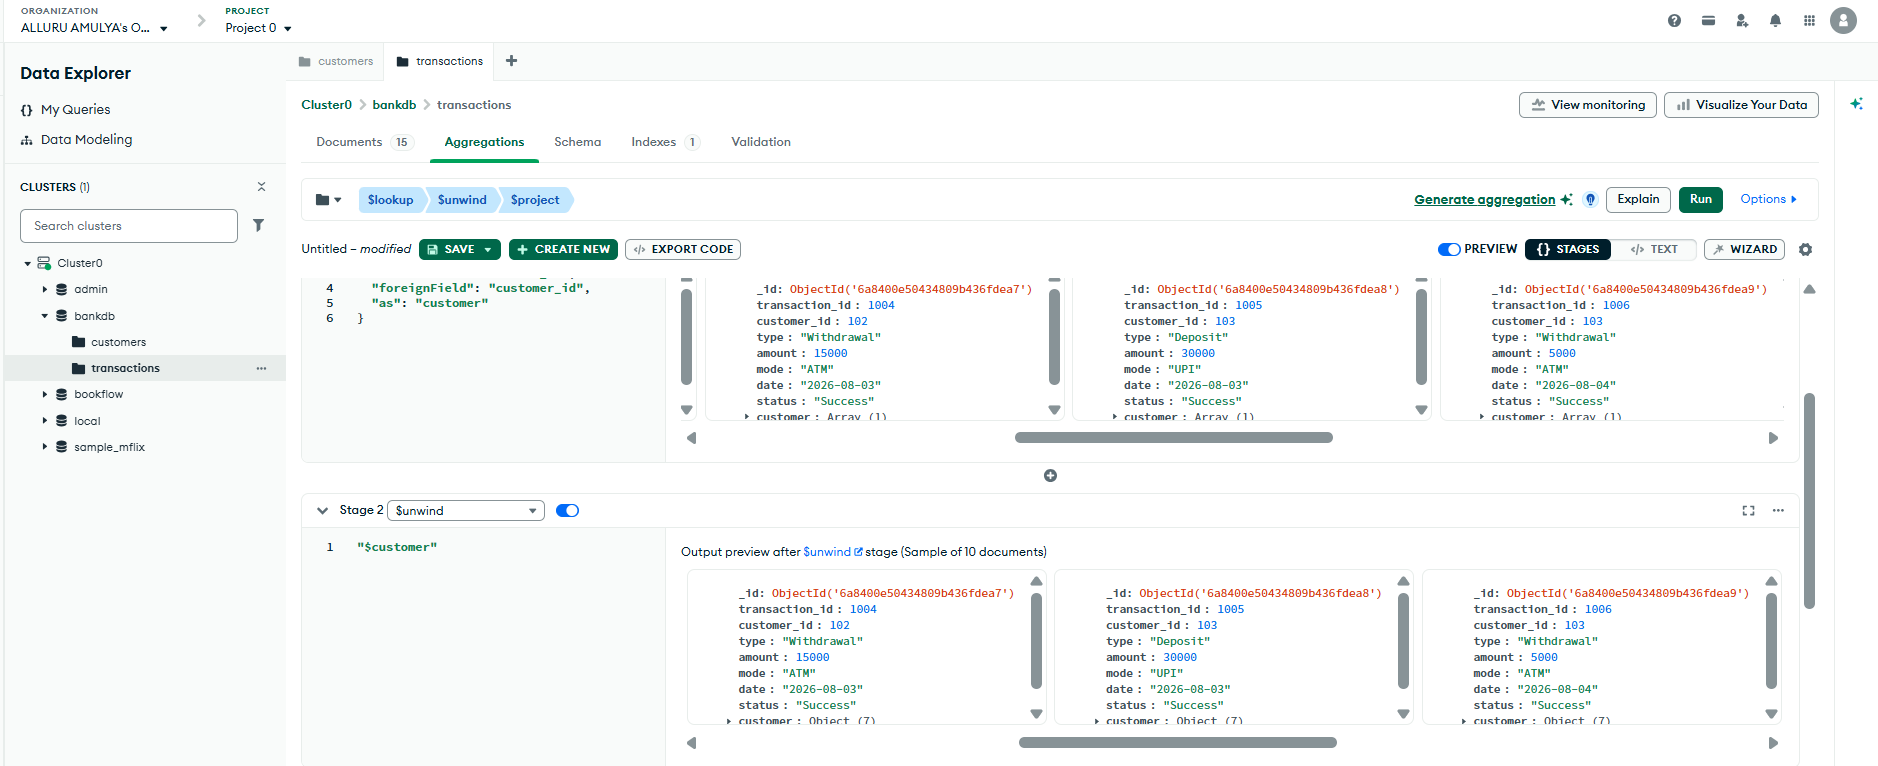 ORGANIZATION
ALLURU AMULYA's O...
PROJECT
Project 0
Data Explorer
My Queries
Data Modeling
CLUSTERS (1)
Search clusters
Cluster0
admin
bankdb
customers
transactions
bookflow
local
sample_mflix
customers
transactions
Cluster0 > bankdb > transactions
View monitoring
Visualize Your Data
Documents 15
Aggregations
Schema
Indexes 1
Validation
$lookup
$unwind
$project
Generate aggregation
Explain
Run
Options
Untitled – modified
SAVE
CREATE NEW
</> EXPORT CODE
PREVIEW
{} STAGES
</> TEXT
WIZARD
4 "foreignField": "customer_id",
5 "as": "customer"
6 }
_id: ObjectId('6a8400e50434809b436fdea7')
transaction_id : 1004
customer_id : 102
type : "Withdrawal"
amount : 15000
mode : "ATM"
date : "2026-08-03"
status : "Success"
customer : Array (1)
_id: ObjectId('6a8400e50434809b436fdea8')
transaction_id : 1005
customer_id : 103
type : "Deposit"
amount : 30000
mode : "UPI"
date : "2026-08-03"
status : "Success"
customer : Array (1)
_id: ObjectId('6a8400e50434809b436fdea9')
transaction_id : 1006
customer_id : 103
type : "Withdrawal"
amount : 5000
mode : "ATM"
date : "2026-08-04"
status : "Success"
customer : Array (1)
Stage 2 $unwind
1 "$customer"
Output preview after $unwind stage (Sample of 10 documents)
_id: ObjectId('6a8400e50434809b436fdea7')
transaction_id : 1004
customer_id : 102
type : "Withdrawal"
amount : 15000
mode : "ATM"
date : "2026-08-03"
status : "Success"
customer : Object (7)
_id: ObjectId('6a8400e50434809b436fdea8')
transaction_id : 1005
customer_id : 103
type : "Deposit"
amount : 30000
mode : "UPI"
date : "2026-08-03"
status : "Success"
customer : Object (7)
_id: ObjectId('6a8400e50434809b436fdea9')
transaction_id : 1006
customer_id : 103
type : "Withdrawal"
amount : 5000
mode : "ATM"
date : "2026-08-04"
status : "Success"
customer : Object (7)